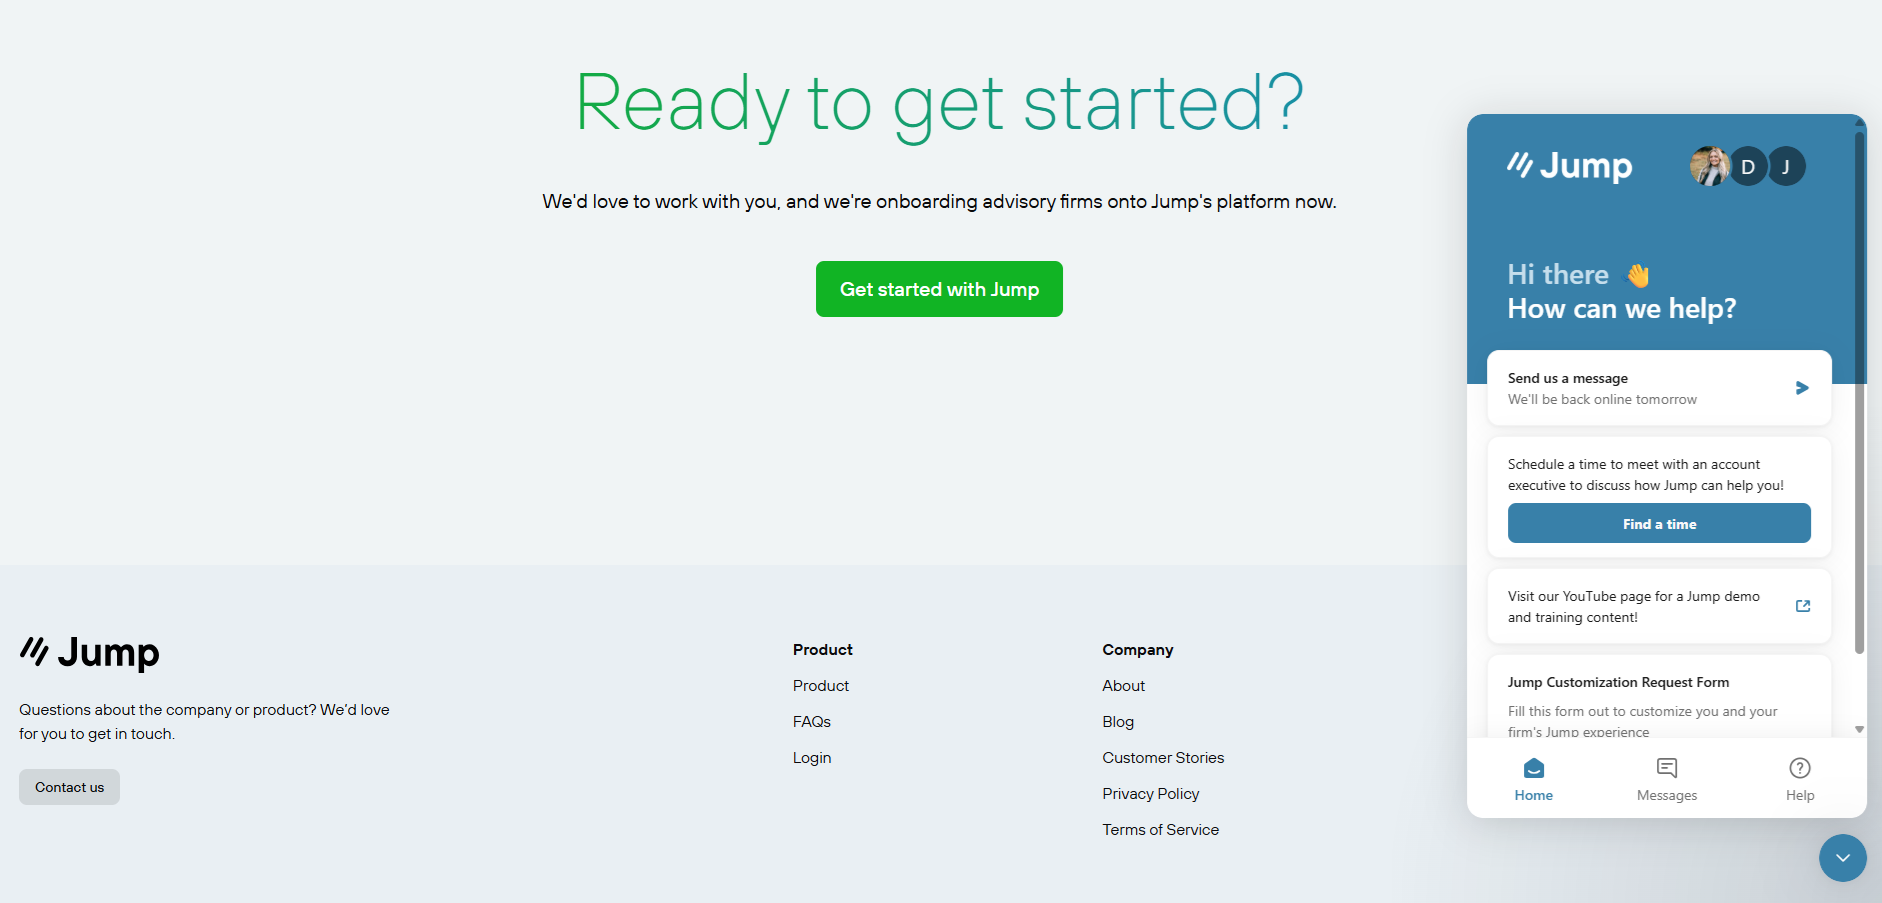 Ready to get started?
We'd love to work with you, and we're onboarding advisory firms onto Jump's platform now.
Get started with Jump
Jump
Questions about the company or product? We'd love
for you to get in touch.
Contact us
Product
Product
FAQs
Login
Company
About
Blog
Customer Stories
Privacy Policy
Terms of Service
Jump
D
J
Hi there 👋
How can we help?
Send us a message
We'll be back online tomorrow
Schedule a time to meet with an account
executive to discuss how Jump can help you!
Find a time
Visit our YouTube page for a Jump demo
and training content!
Jump Customization Request Form
Fill this form out to customize you and your
firm's Jump experience
Home
Messages
Help